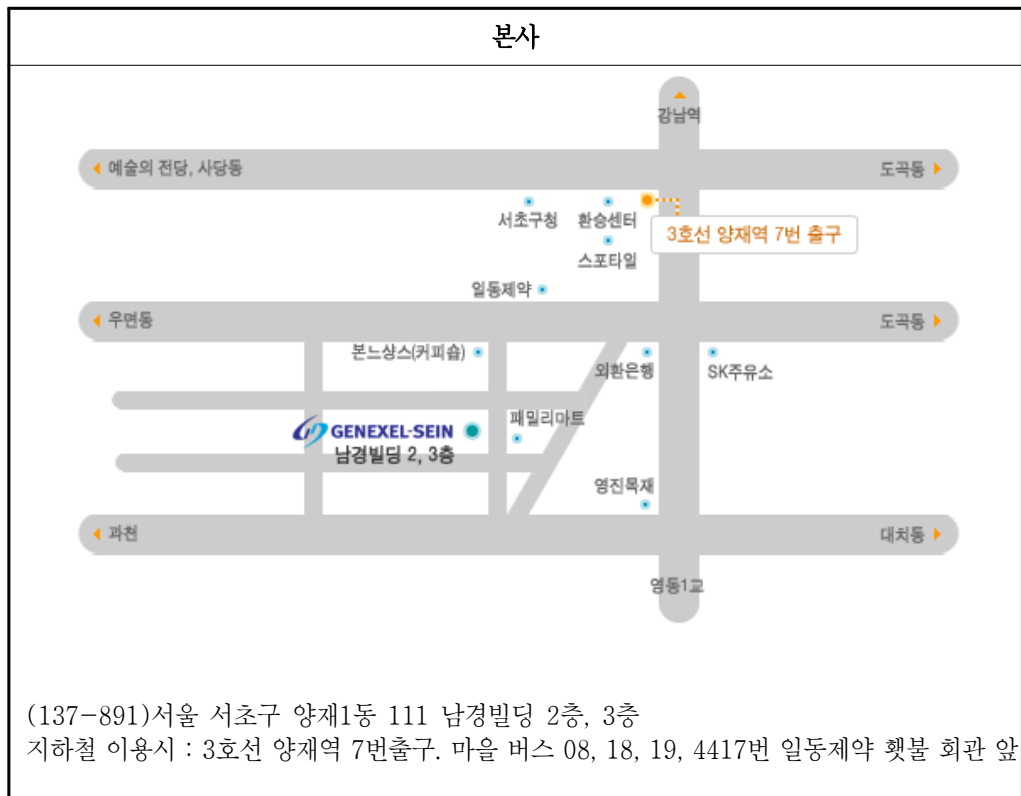 본사
강남역
예술의 전당, 사당동
도곡동
서초구청
환승센터
3호선 양재역 7번 출구
스포타일
일동제약
우면동
도곡동
본느샹스(커피숍)
외환은행
SK주유소
패밀리마트
GENEXEL-SEIN
남경빌딩 2, 3층
영진목재
과천
대치동
영동1교
(137-891)서울 서초구 양재1동 111 남경빌딩 2층, 3층
지하철 이용시 : 3호선 양재역 7번출구. 마을 버스 08, 18, 19, 4417번 일동제약 횃불 회관 앞